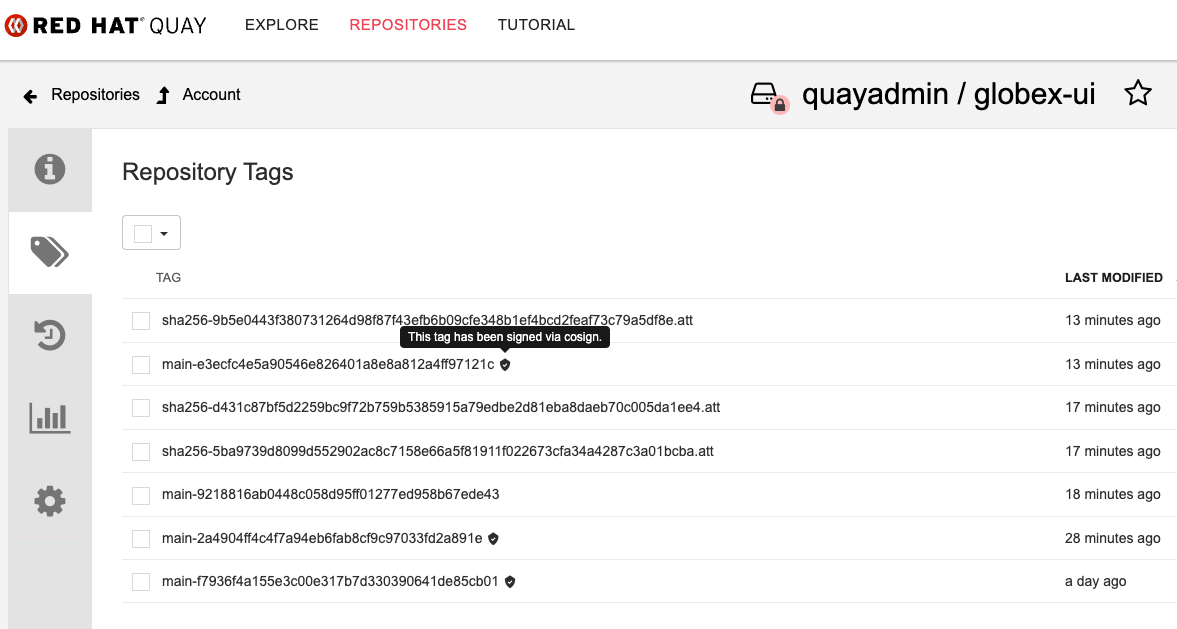 RED HAT® QUAY EXPLORE REPOSITORIES TUTORIAL
Repositories Account quayadmin / globex-ui
Repository Tags
TAG LAST MODIFIED
sha256-9b5e0443f380731264d98f87f43efb6b09cfe348b1ef4bcd2feaf73c79a5df8e.att 13 minutes ago
This tag has been signed via cosign.
main-e3ecfc4e5a90546e826401a8e8a812a4ff97121c 13 minutes ago
sha256-d431c87bf5d2259bc9f72b759b5385915a79edbe2d81eba8daeb70c005da1ee4.att 17 minutes ago
sha256-5ba9739d8099d552902ac8c7158e66a5f81911f022673cfa34a4287c3a01bcba.att 17 minutes ago
main-9218816ab0448c058d95ff01277ed958b67ede43 18 minutes ago
main-2a4904ff4c4f7a94eb6fab8cf9c97033fd2a891e 28 minutes ago
main-f7936f4a155e3c00e317b7d330390641de85cb01 a day ago